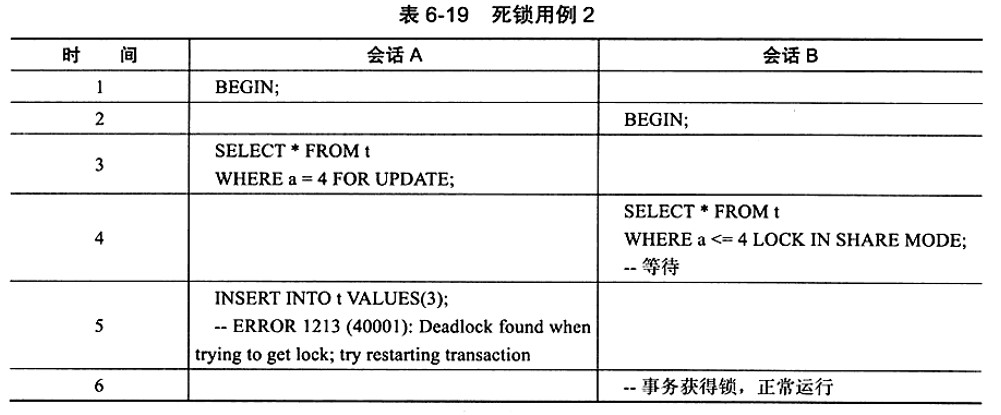 表 6-19 死锁用例 2
时 间 会话 A 会话 B
1 BEGIN;
2 BEGIN;
3 SELECT * FROM t
WHERE a = 4 FOR UPDATE;
4 SELECT * FROM t
WHERE a <= 4 LOCK IN SHARE MODE;
-- 等待
5 INSERT INTO t VALUES(3);
-- ERROR 1213 (40001): Deadlock found when
trying to get lock; try restarting transaction
6 -- 事务获得锁，正常运行